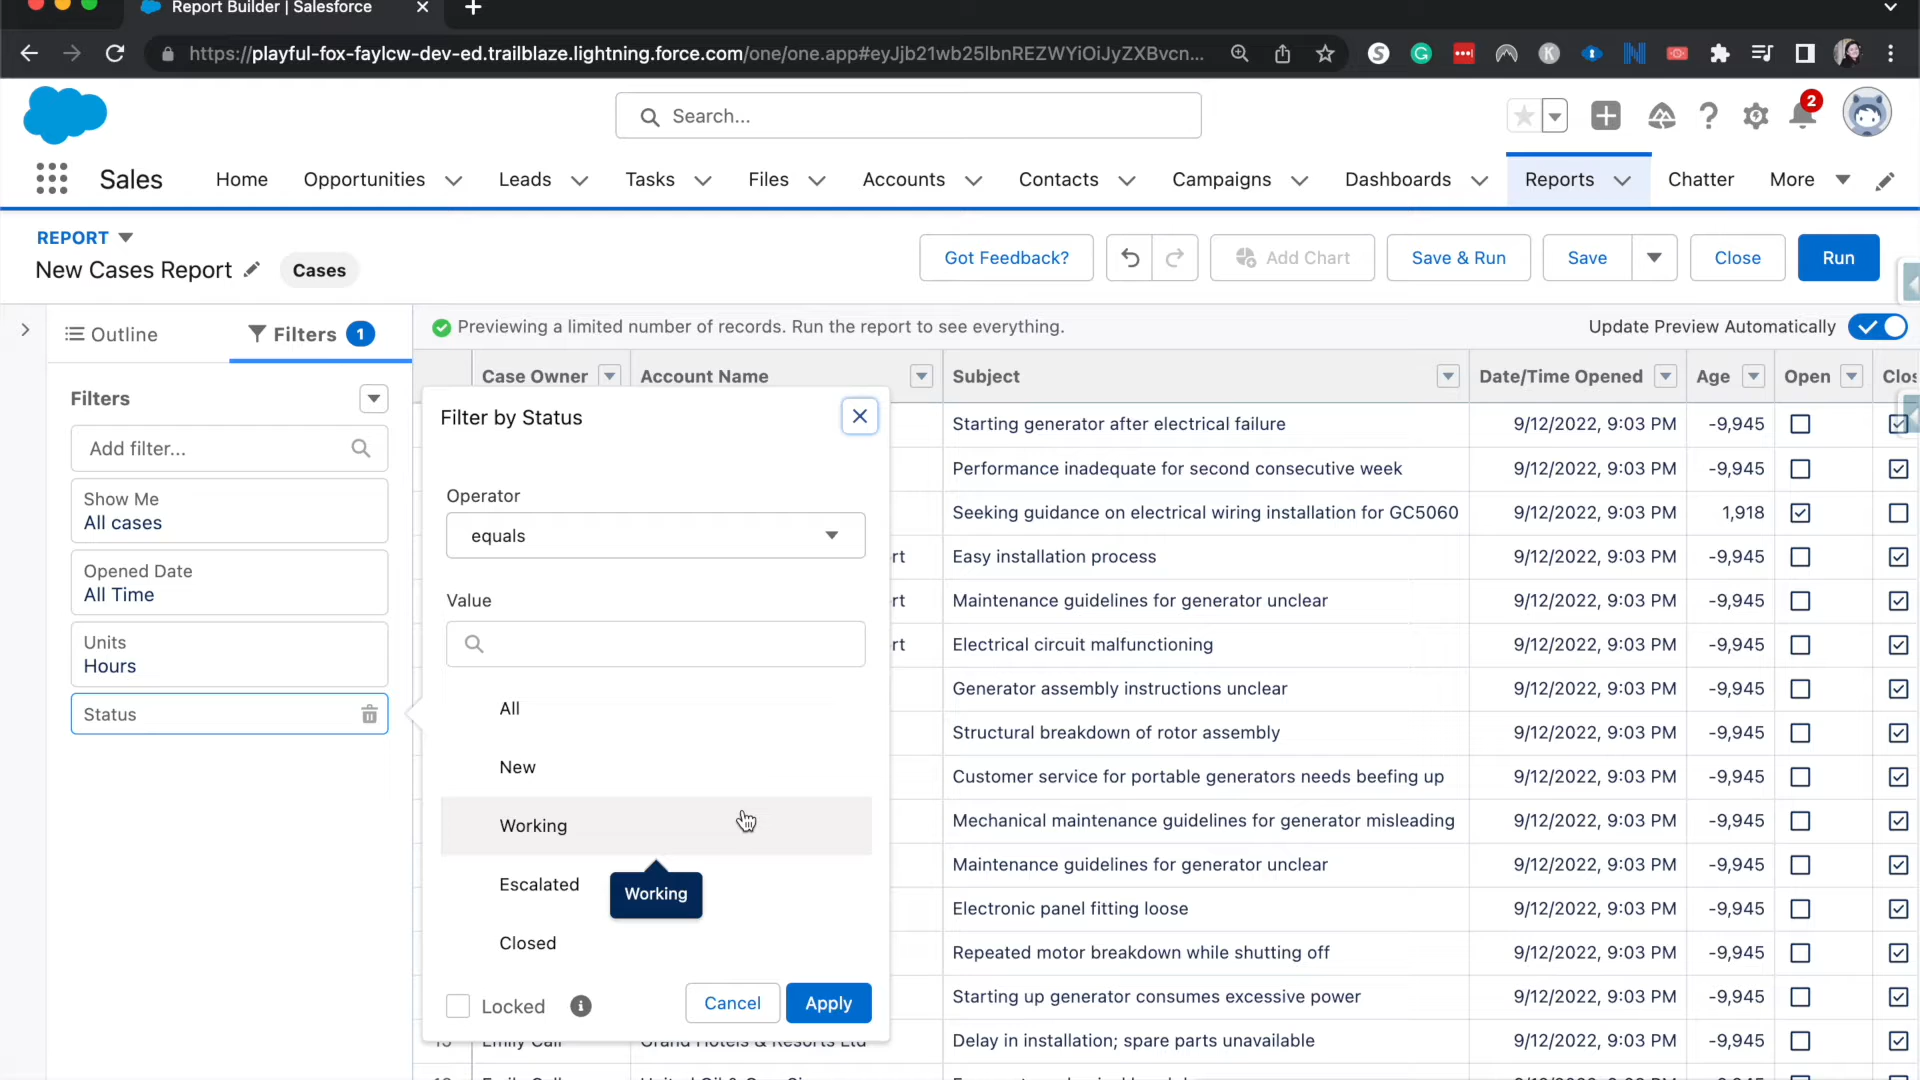 Report Builder | Salesforce
https://playful-fox-faylcw-dev-ed.trailblaze.lightning.force.com/one/one.app#eyJjb21wb25lbnREZWYiOiJyZXBvcn...
Search...
2
Sales
Home
Opportunities
Leads
Tasks
Files
Accounts
Contacts
Campaigns
Dashboards
Reports
Chatter
More
REPORT
New Cases Report
Cases
Got Feedback?
Add Chart
Save & Run
Save
Close
Run
Outline
Filters 1
Previewing a limited number of records. Run the report to see everything.
Update Preview Automatically
Filters
Add filter...
Show Me
All cases
Opened Date
All Time
Units
Hours
Status
Case Owner
Account Name
Subject
Date/Time Opened
Age
Open
Filter by Status
Operator
equals
Value
All
New
Working
Escalated
Working
Closed
Locked
Cancel
Apply
Starting generator after electrical failure 9/12/2022, 9:03 PM -9,945
Performance inadequate for second consecutive week 9/12/2022, 9:03 PM -9,945
Seeking guidance on electrical wiring installation for GC5060 9/12/2022, 9:03 PM 1,918
rt Easy installation process 9/12/2022, 9:03 PM -9,945
rt Maintenance guidelines for generator unclear 9/12/2022, 9:03 PM -9,945
rt Electrical circuit malfunctioning 9/12/2022, 9:03 PM -9,945
Generator assembly instructions unclear 9/12/2022, 9:03 PM -9,945
Structural breakdown of rotor assembly 9/12/2022, 9:03 PM -9,945
Customer service for portable generators needs beefing up 9/12/2022, 9:03 PM -9,945
Mechanical maintenance guidelines for generator misleading 9/12/2022, 9:03 PM -9,945
Maintenance guidelines for generator unclear 9/12/2022, 9:03 PM -9,945
Electronic panel fitting loose 9/12/2022, 9:03 PM -9,945
Repeated motor breakdown while shutting off 9/12/2022, 9:03 PM -9,945
Starting up generator consumes excessive power 9/12/2022, 9:03 PM -9,945
Delay in installation; spare parts unavailable 9/12/2022, 9:03 PM -9,945